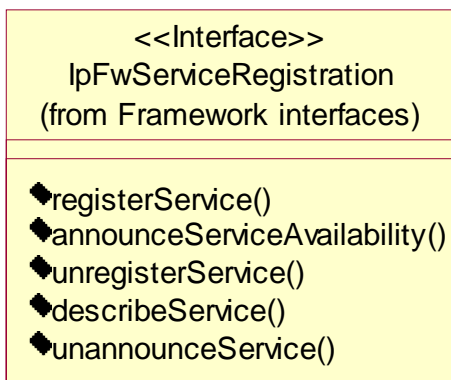 <<Interface>>
IpFwServiceRegistration
(from Framework interfaces)
registerService()
announceServiceAvailability()
unregisterService()
describeService()
unannounceService()